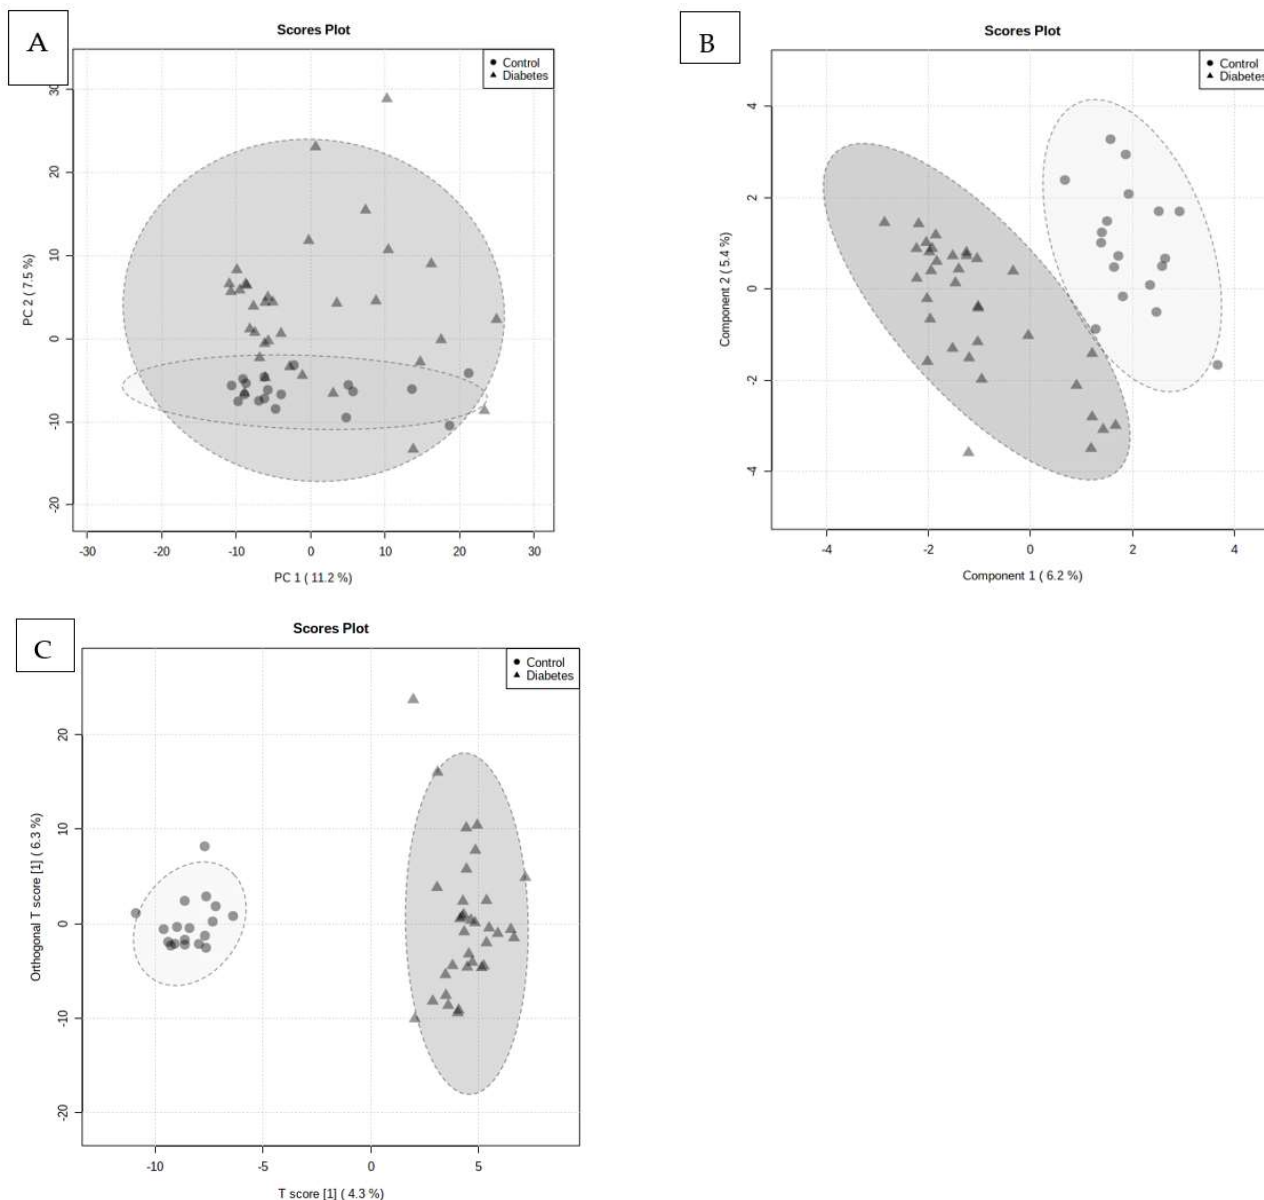 A
Scores Plot
Control
Diabetes
PC 2 ( 7.5 %)
30
20
10
0
-10
-20
-30 -20 -10 0 10 20 30
PC 1 ( 11.2 %)
B
Scores Plot
Control
Diabetes
Component 2 ( 5.4 %)
4
2
0
-2
-4
-4 -2 0 2 4
Component 1 ( 6.2 %)
C
Scores Plot
Control
Diabetes
Orthogonal T score [1] ( 6.3 %)
20
10
0
-10
-20
-10 -5 0 5
T score [1] ( 4.3 %)